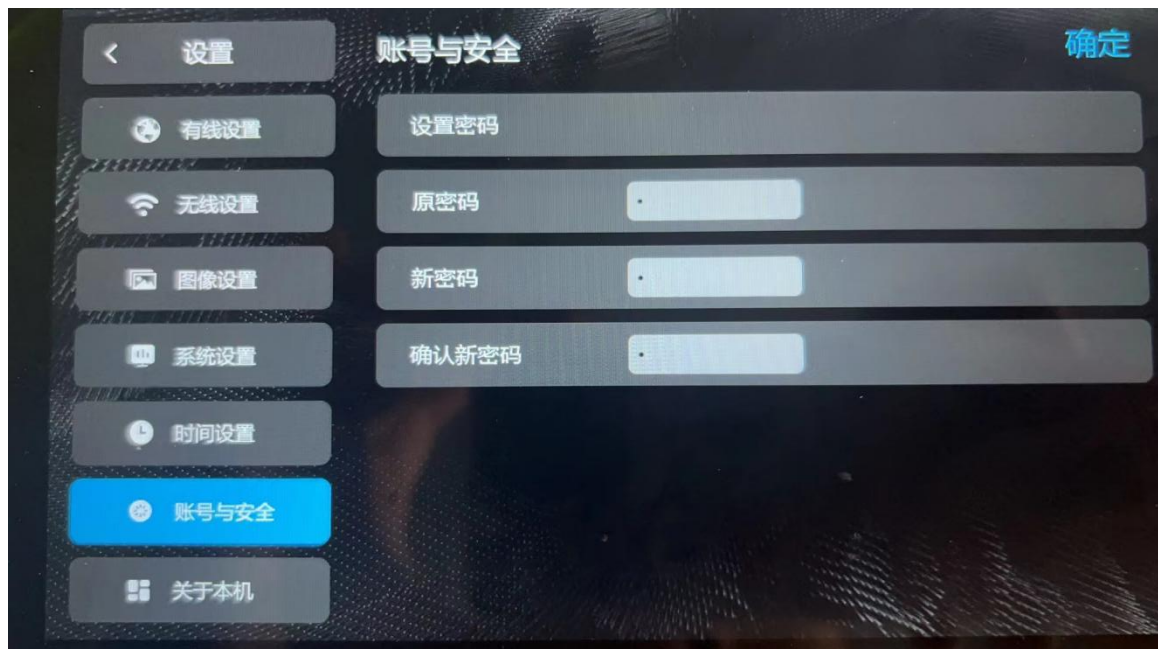 设置
有线设置
无线设置
图像设置
系统设置
时间设置
账号与安全
关于本机
账号与安全
确定
设置密码
原密码
新密码
确认新密码